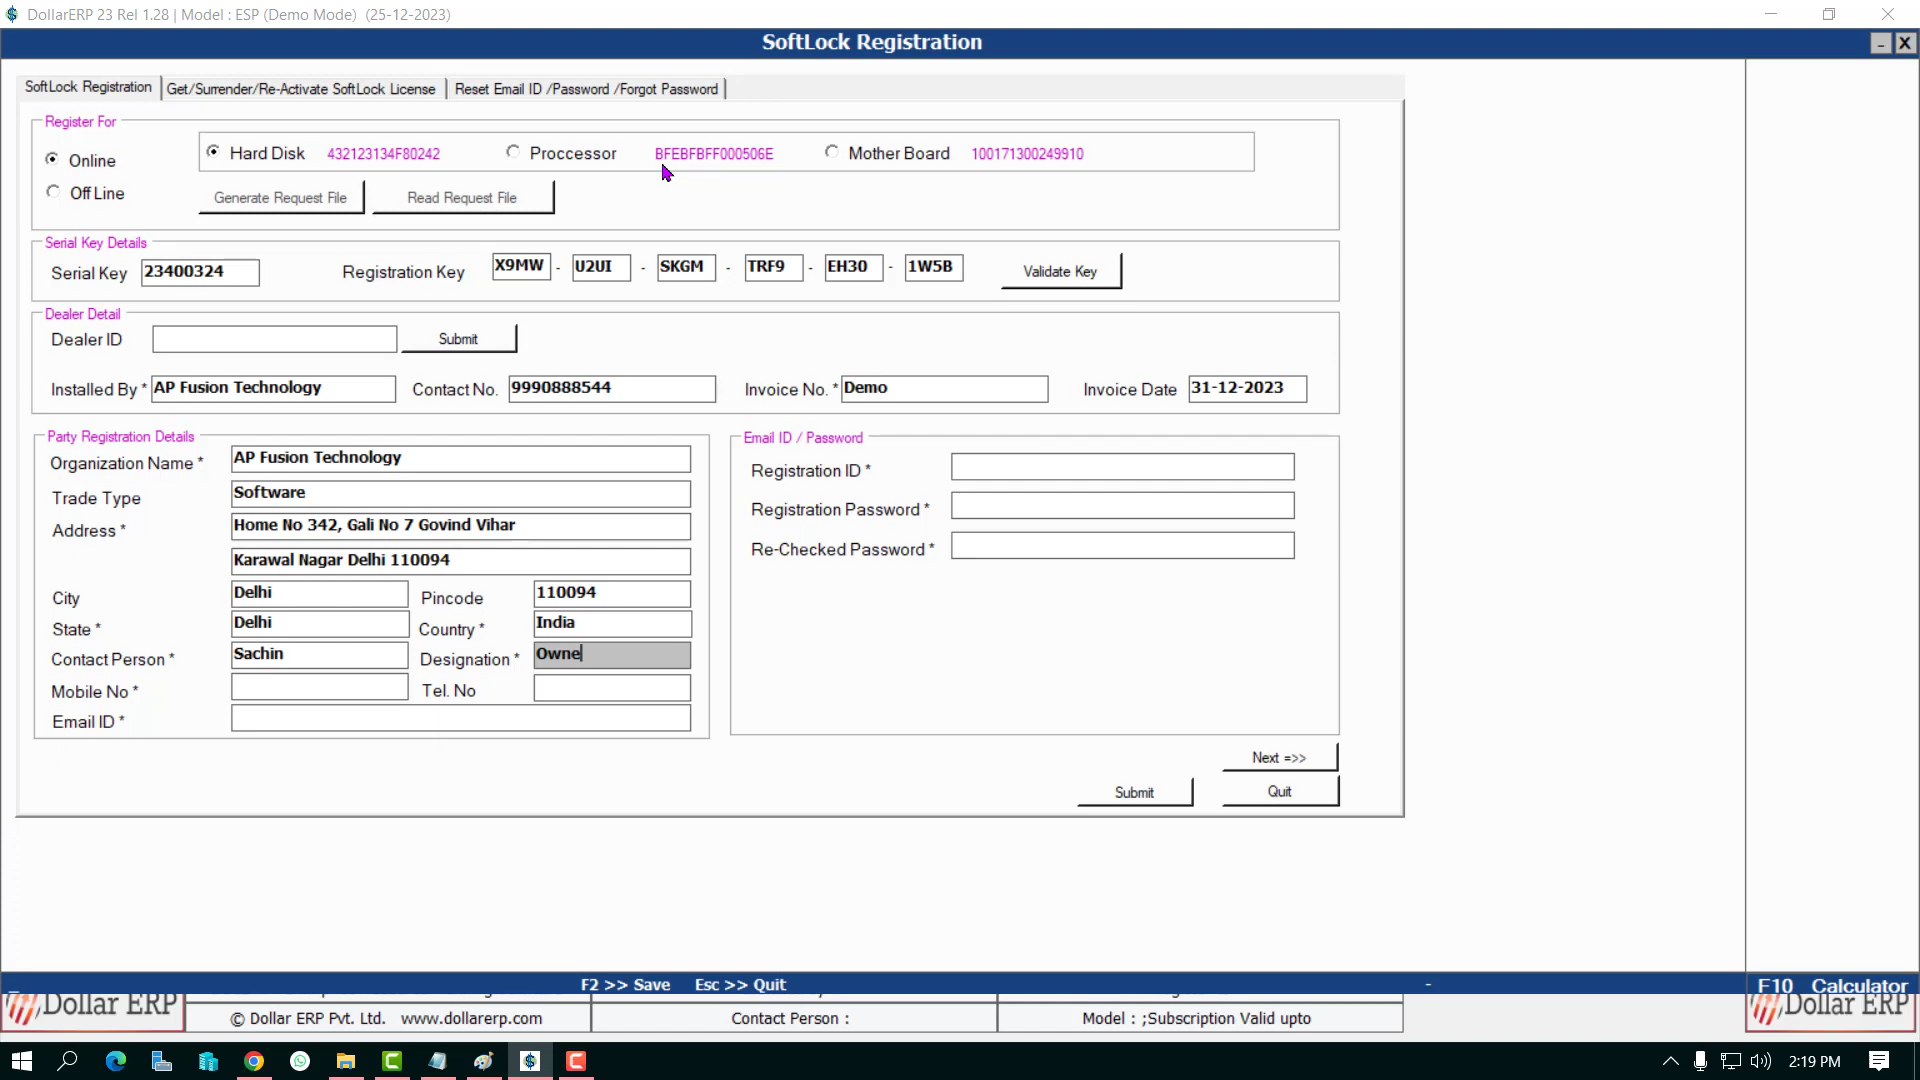 DollarERP 23 Rel 1.28 | Model : ESP (Demo Mode) (25-12-2023)
SoftLock Registration
SoftLock Registration Get/Surrender/Re-Activate SoftLock License Reset Email ID /Password /Forgot Password
Register For
Online Hard Disk 432123134F80242 Proccessor BFEBFBFF000506E Mother Board 100171300249910
Off Line Generate Request File Read Request File
Serial Key Details
Serial Key 23400324 Registration Key X9MW - U2UI - SKGM - TRF9 - EH30 - 1W5B Validate Key
Dealer Detail
Dealer ID Submit
Installed By * AP Fusion Technology Contact No. 9990888544 Invoice No. * Demo Invoice Date 31-12-2023
Party Registration Details
Organization Name * AP Fusion Technology
Trade Type Software
Address * Home No 342, Gali No 7 Govind Vihar
Karawal Nagar Delhi 110094
City Delhi Pincode 110094
State * Delhi Country * India
Contact Person * Sachin Designation * Owne
Mobile No * Tel. No
Email ID *
Email ID / Password
Registration ID *
Registration Password *
Re-Checked Password *
Next =>>
Submit Quit
F2 >> Save Esc >> Quit -
F10 Calculator
Dollar ERP © Dollar ERP Pvt. Ltd. www.dollarerp.com Contact Person : Model : ;Subscription Valid upto Dollar ERP
2:19 PM